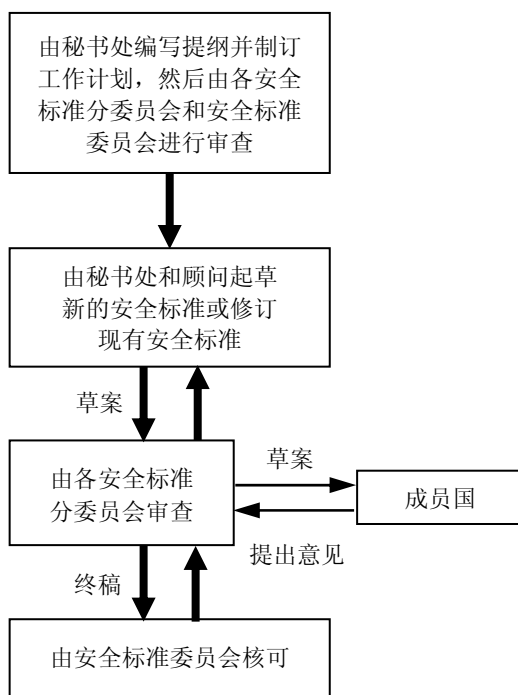 由秘书处编写提纲并制订
工作计划，然后由各安全
标准分委员会和安全标准
委员会进行审查
由秘书处和顾问起草
新的安全标准或修订
现有安全标准
草案
由各安全标准
分委员会审查
草案
成员国
提出意见
终稿
由安全标准委员会核可